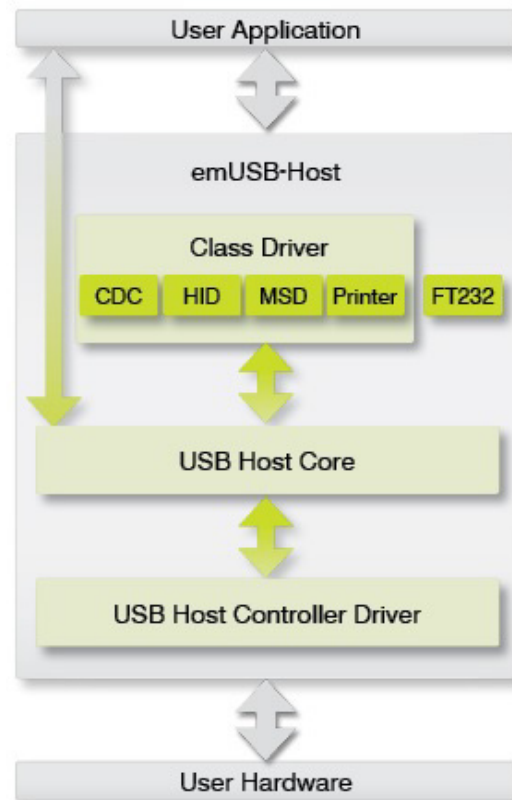 User Application
emUSB-Host
Class Driver
CDC HID MSD Printer FT232
USB Host Core
USB Host Controller Driver
User Hardware